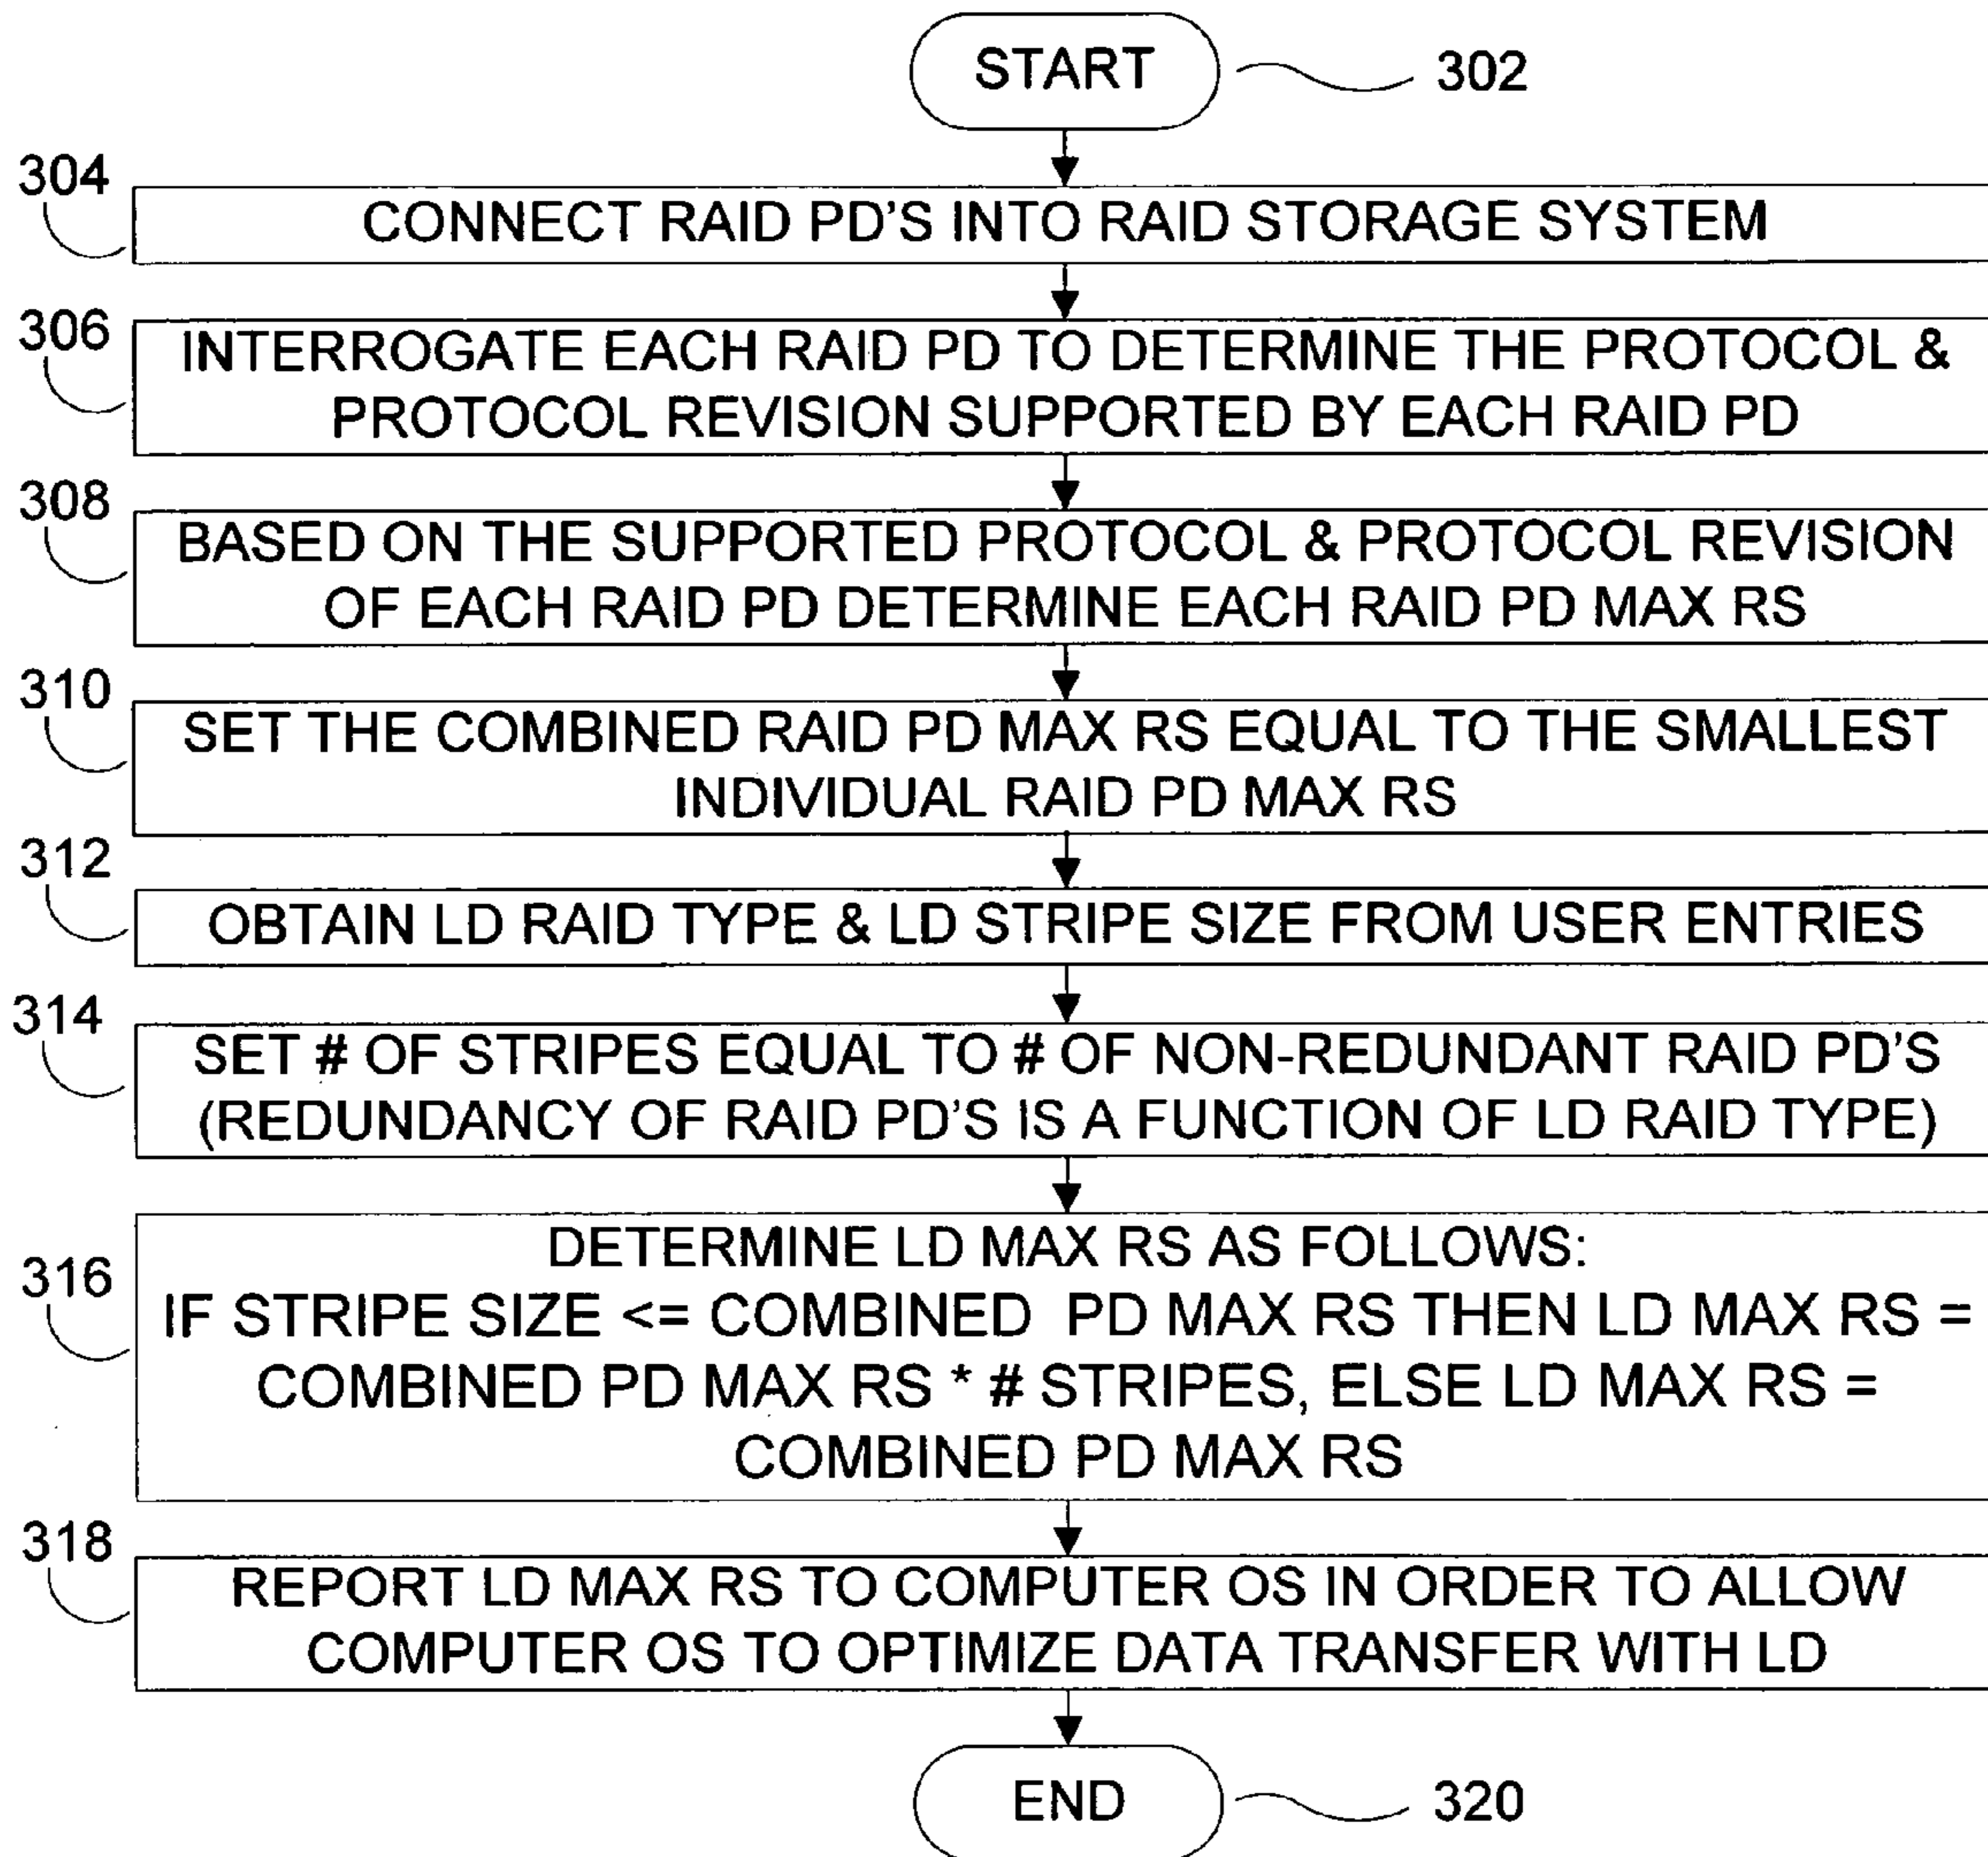 START
302
304
CONNECT RAID PD'S INTO RAID STORAGE SYSTEM
306
INTERROGATE EACH RAID PD TO DETERMINE THE PROTOCOL &
PROTOCOL REVISION SUPPORTED BY EACH RAID PD
308
BASED ON THE SUPPORTED PROTOCOL & PROTOCOL REVISION
OF EACH RAID PD DETERMINE EACH RAID PD MAX RS
310
SET THE COMBINED RAID PD MAX RS EQUAL TO THE SMALLEST
INDIVIDUAL RAID PD MAX RS
312
OBTAIN LD RAID TYPE & LD STRIPE SIZE FROM USER ENTRIES
314
SET # OF STRIPES EQUAL TO # OF NON-REDUNDANT RAID PD'S
(REDUNDANCY OF RAID PD'S IS A FUNCTION OF LD RAID TYPE)
316
DETERMINE LD MAX RS AS FOLLOWS:
IF STRIPE SIZE <= COMBINED PD MAX RS THEN LD MAX RS =
COMBINED PD MAX RS * # STRIPES, ELSE LD MAX RS =
COMBINED PD MAX RS
318
REPORT LD MAX RS TO COMPUTER OS IN ORDER TO ALLOW
COMPUTER OS TO OPTIMIZE DATA TRANSFER WITH LD
END
320